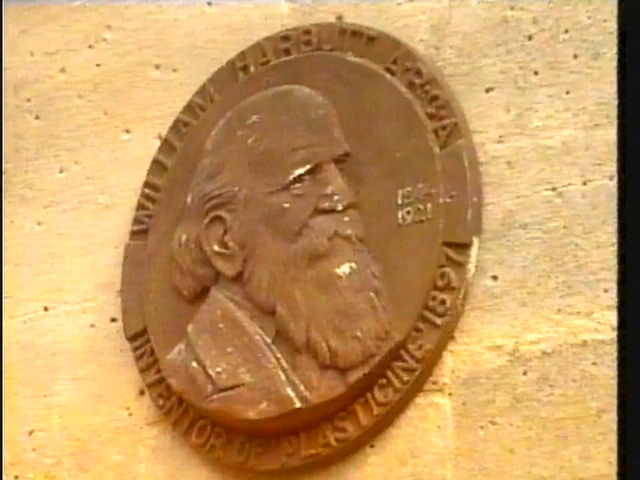 WILLIAM HARBUTT A.R.C.A
1921
INVENTOR OF PLASTICINE 1897